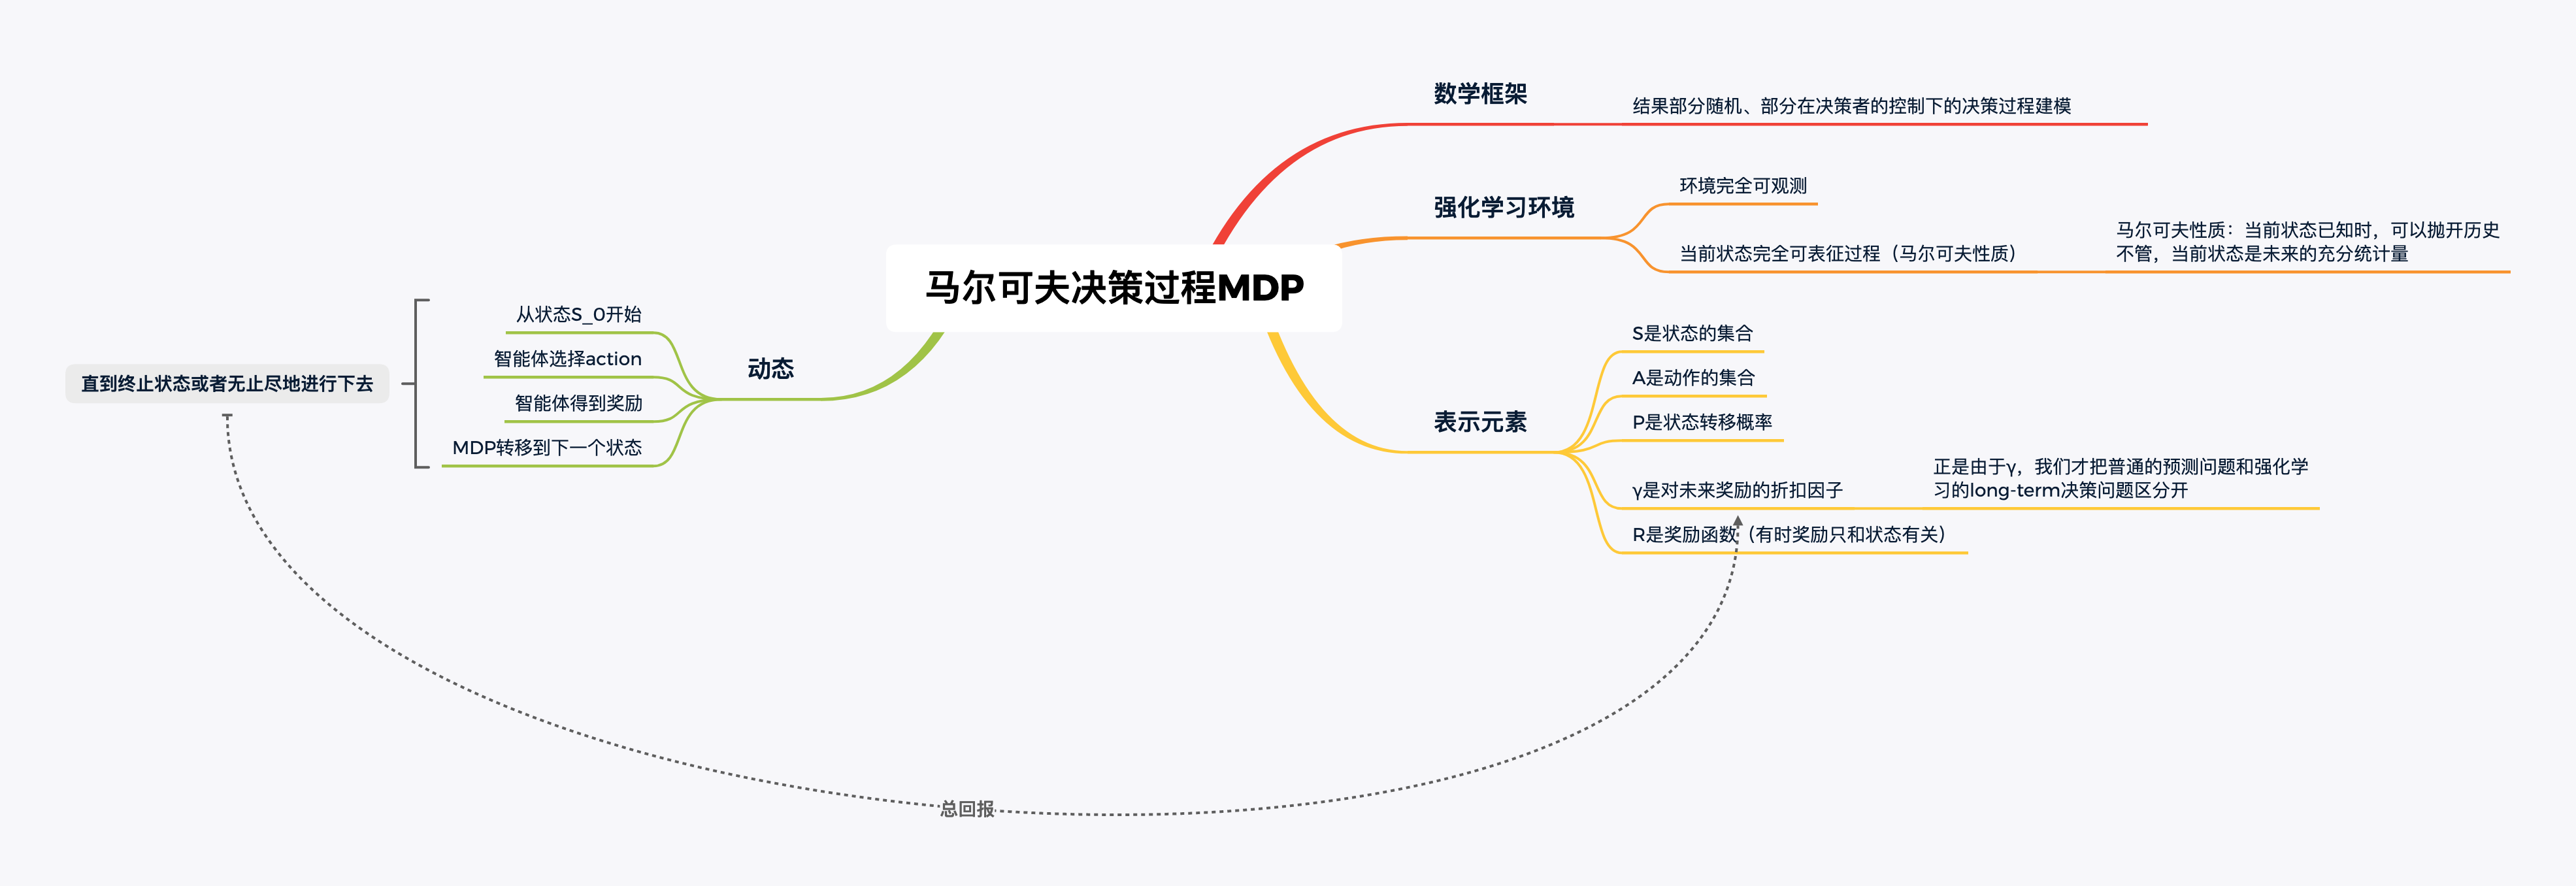 马尔可夫决策过程MDP
数学框架
结果部分随机、部分在决策者的控制下的决策过程建模
强化学习环境
环境完全可观测
当前状态完全可表征过程（马尔可夫性质）
马尔可夫性质：当前状态已知时，可以抛开历史
不管，当前状态是未来的充分统计量
表示元素
S是状态的集合
A是动作的集合
P是状态转移概率
γ是对未来奖励的折扣因子
正是由于γ，我们才把普通的预测问题和强化学
习的long-term决策问题区分开
R是奖励函数（有时奖励只和状态有关）
动态
从状态S_0开始
智能体选择action
智能体得到奖励
MDP转移到下一个状态
直到终止状态或者无止尽地进行下去
总回报